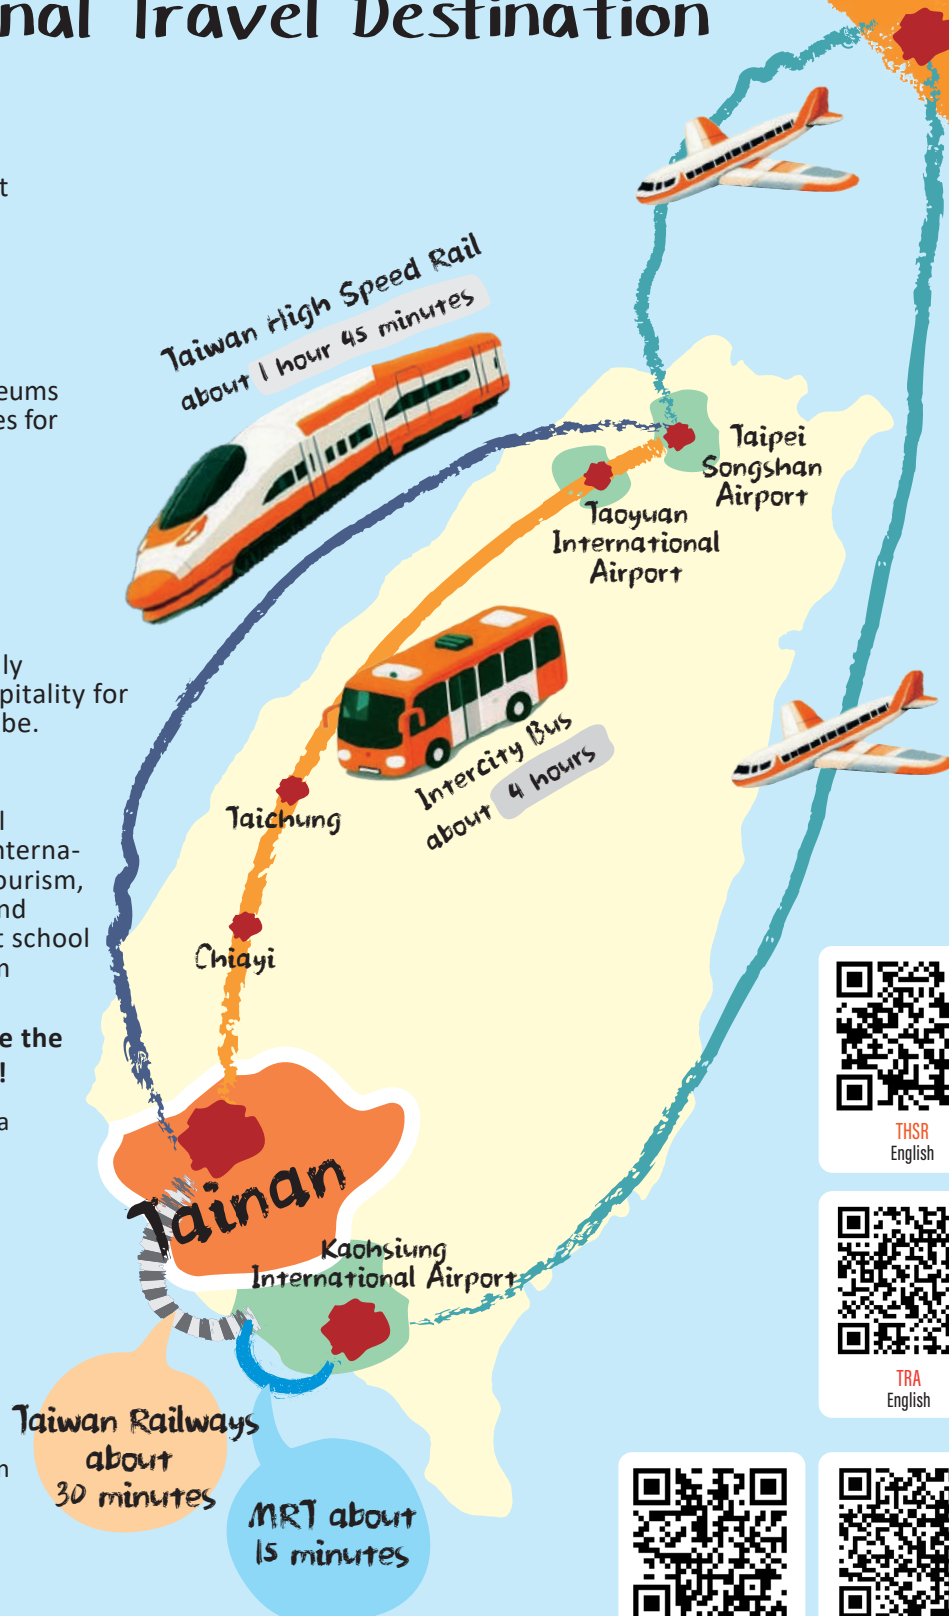 nal Travel Destination
t
eums
es for
ly
pitality for
be.
l
nterna-
ourism,
nd
t school
n
e the
!
a
n
Taiwan High Speed Rail
about 1 hour 45 minutes
Taipei
Songshan
Airport
Taoyuan
International
Airport
Intercity Bus
about 4 hours
Taichung
Chiayi
Tainan
Kaohsiung
International Airport
Taiwan Railways
about
30 minutes
MRT about
15 minutes
THSR
English
TRA
English